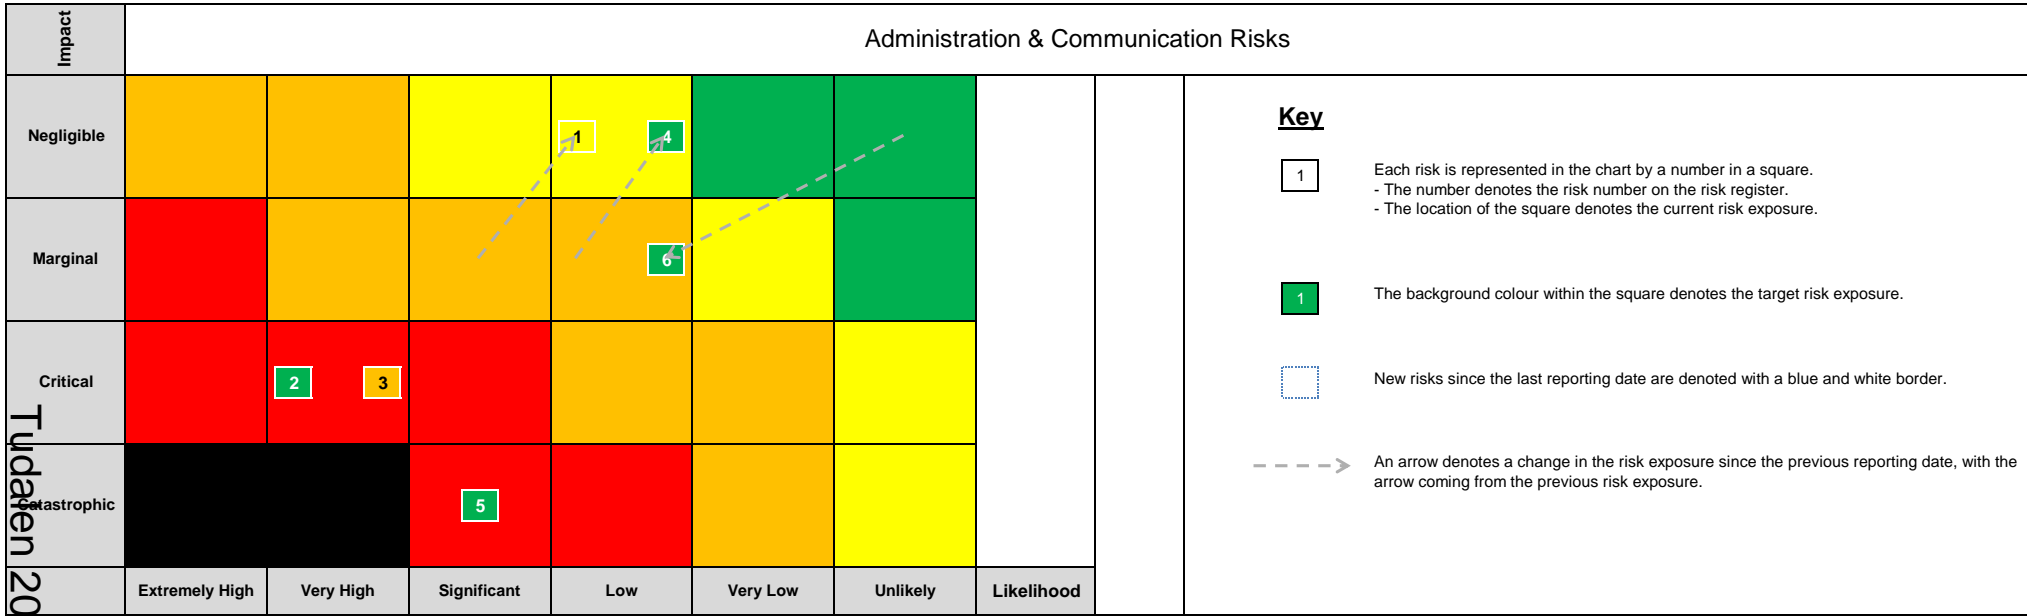 Impact
Administration & Communication Risks
Negligible
1
4
Marginal
6
Critical
2
3
Catastrophic
5
Extremely High
Very High
Significant
Low
Very Low
Unlikely
Likelihood
Tudalen 20
Key
1
Each risk is represented in the chart by a number in a square.
- The number denotes the risk number on the risk register.
- The location of the square denotes the current risk exposure.
1
The background colour within the square denotes the target risk exposure.
New risks since the last reporting date are denoted with a blue and white border.
An arrow denotes a change in the risk exposure since the previous reporting date, with the
arrow coming from the previous risk exposure.